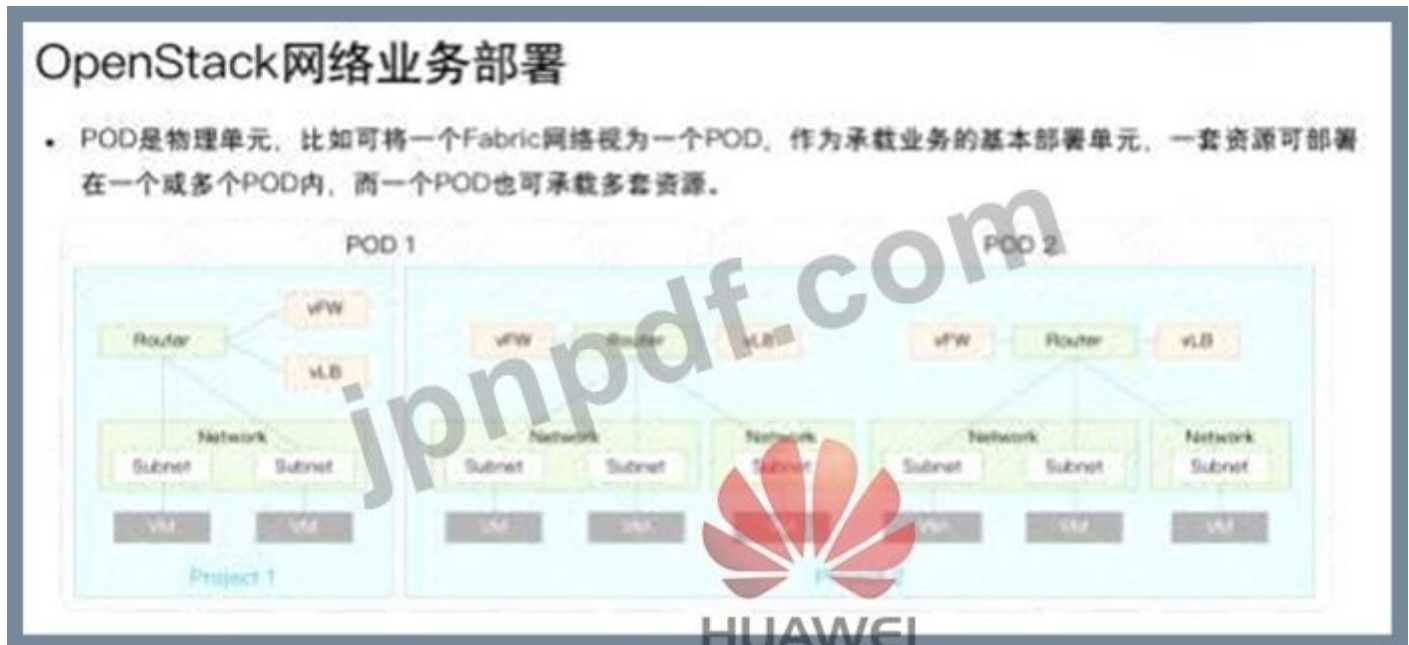 OpenStack网络业务部署
• POD是物理单元，比如可将一个Fabric网络视为一个POD，作为承载业务的基本部署单元，一套资源可部署
在一个或多个POD内，而一个POD也可承载多套资源。
POD 1 POD 2
vFW
Router vFW Router vLB vFW Router vLB
vLB
Network Network Network Network Network
Subnet Subnet Subnet Subnet Subnet Subnet Subnet Subnet
VM VM VM VM VM VM VM
Project 1 Project 2
jpnpdf.com
HUAWEI